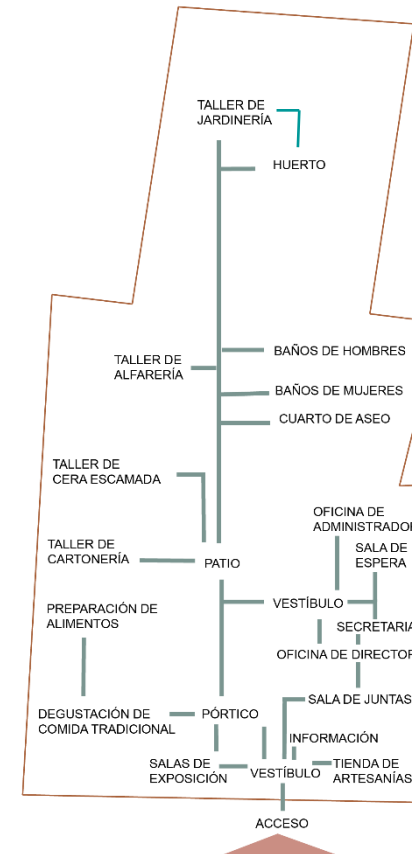 TALLER DE
JARDINERÍA
HUERTO
BAÑOS DE HOMBRES
TALLER DE
ALFARERÍA
BAÑOS DE MUJERES
CUARTO DE ASEO
TALLER DE
CERA ESCAMADA
OFICINA DE
ADMINISTRADOR
TALLER DE
CARTONERÍA
SALA DE
ESPERA
PATIO
PREPARACIÓN DE
ALIMENTOS
VESTÍBULO
SECRETARIA
OFICINA DE DIRECTOR
SALA DE JUNTAS
DEGUSTACIÓN DE
COMIDA TRADICIONAL
PÓRTICO
INFORMACIÓN
SALAS DE
EXPOSICIÓN
VESTÍBULO
TIENDA DE
ARTESANÍAS
ACCESO